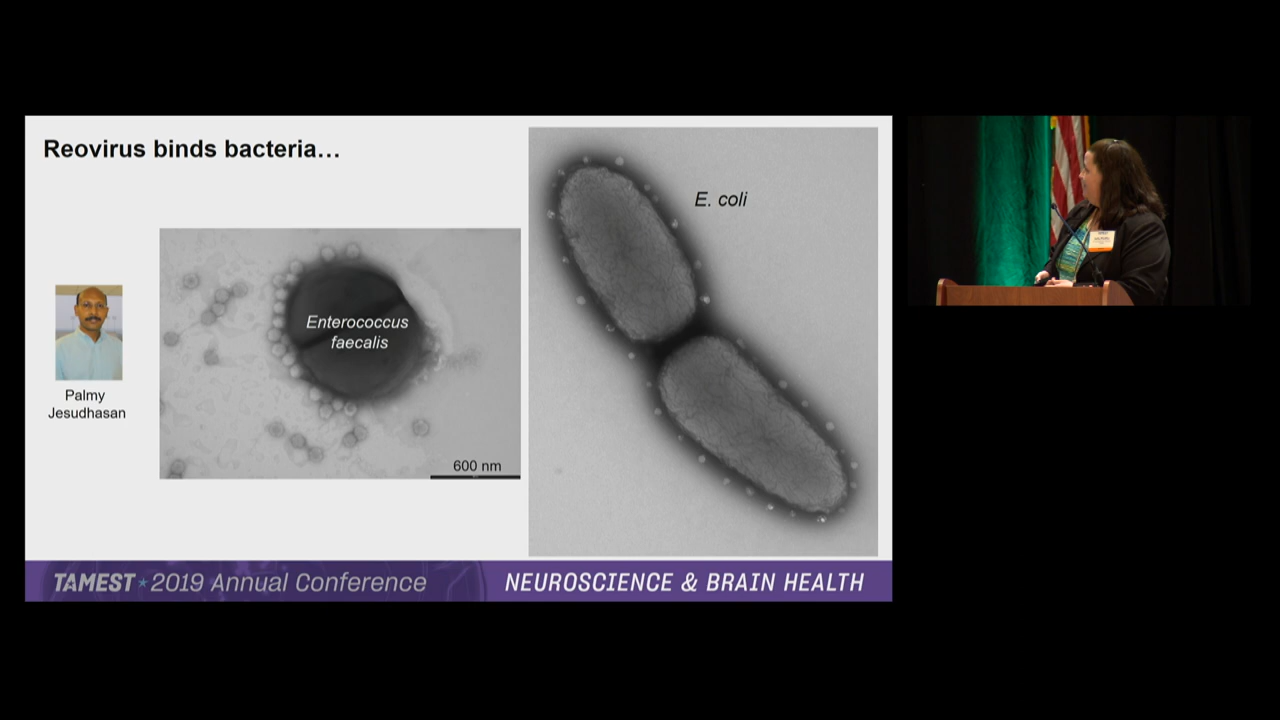 Reovirus binds bacteria…
E. coli
Enterococcus
faecalis
Palmy
Jesudhasan
600 nm
TAMEST★2019 Annual Conference
NEUROSCIENCE & BRAIN HEALTH